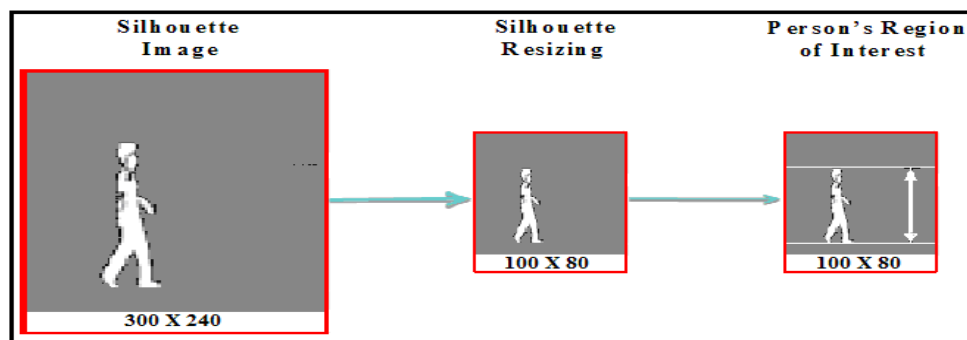 Silhouette
Image
Silhouette
Resizing
Person's Region
of Interest
300 X 240
100 X 80
100 X 80